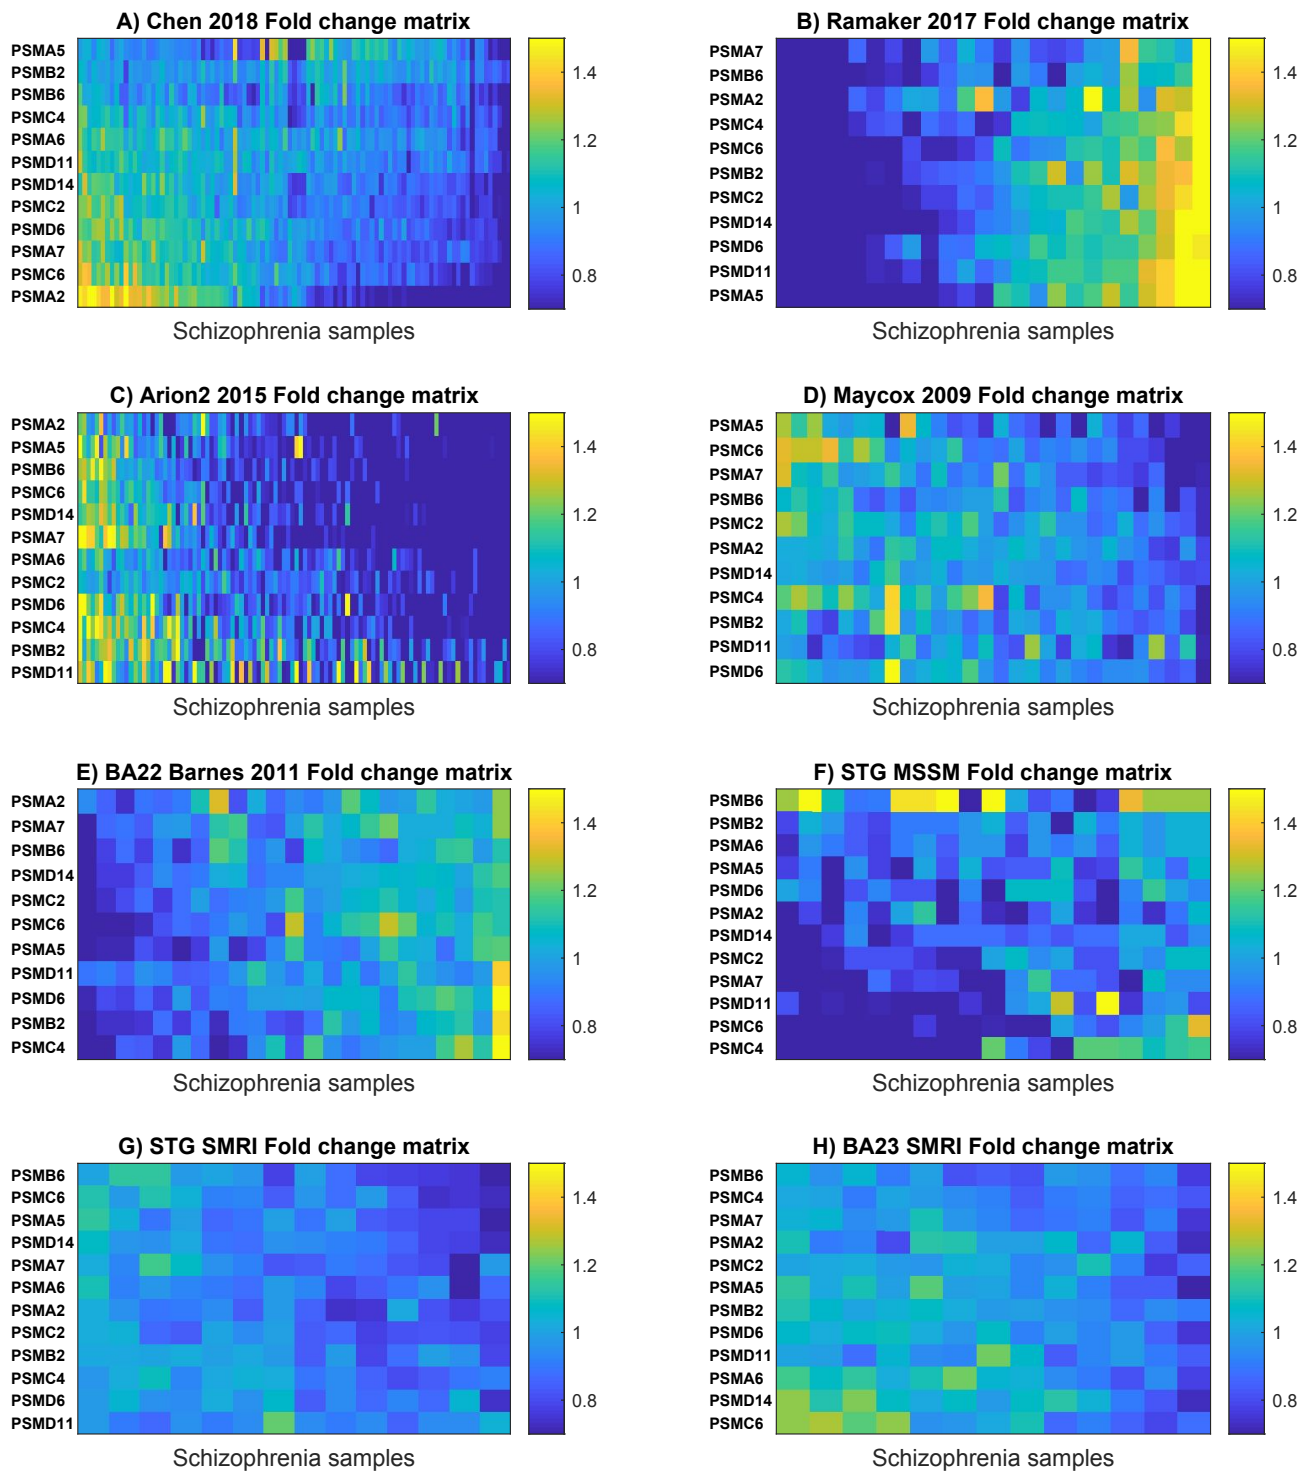 A) Chen 2018 Fold change matrix
PSMA5
PSMB2
PSMB6
PSMC4
PSMA6
PSMD11
PSMD14
PSMC2
PSMD6
PSMA7
PSMC6
PSMA2
1.4
1.2
1
0.8
Schizophrenia samples
B) Ramaker 2017 Fold change matrix
PSMA7
PSMB6
PSMA2
PSMC4
PSMC6
PSMB2
PSMC2
PSMD14
PSMD6
PSMD11
PSMA5
1.4
1.2
1
0.8
Schizophrenia samples
C) Arion2 2015 Fold change matrix
PSMA2
PSMA5
PSMB6
PSMC6
PSMD14
PSMA7
PSMA6
PSMC2
PSMD6
PSMC4
PSMB2
PSMD11
1.4
1.2
1
0.8
Schizophrenia samples
D) Maycox 2009 Fold change matrix
PSMA5
PSMC6
PSMA7
PSMB6
PSMC2
PSMA2
PSMD14
PSMC4
PSMB2
PSMD11
PSMD6
1.4
1.2
1
0.8
Schizophrenia samples
E) BA22 Barnes 2011 Fold change matrix
PSMA2
PSMA7
PSMB6
PSMD14
PSMC2
PSMC6
PSMA5
PSMD11
PSMD6
PSMB2
PSMC4
1.4
1.2
1
0.8
Schizophrenia samples
F) STG MSSM Fold change matrix
PSMB6
PSMB2
PSMA6
PSMA5
PSMD6
PSMA2
PSMD14
PSMC2
PSMA7
PSMD11
PSMC6
PSMC4
1.4
1.2
1
0.8
Schizophrenia samples
G) STG SMRI Fold change matrix
PSMB6
PSMC6
PSMA5
PSMD14
PSMA7
PSMA6
PSMA2
PSMC2
PSMB2
PSMC4
PSMD6
PSMD11
1.4
1.2
1
0.8
Schizophrenia samples
H) BA23 SMRI Fold change matrix
PSMB6
PSMC4
PSMA7
PSMA2
PSMC2
PSMA5
PSMB2
PSMD6
PSMD11
PSMA6
PSMD14
PSMC6
1.4
1.2
1
0.8
Schizophrenia samples